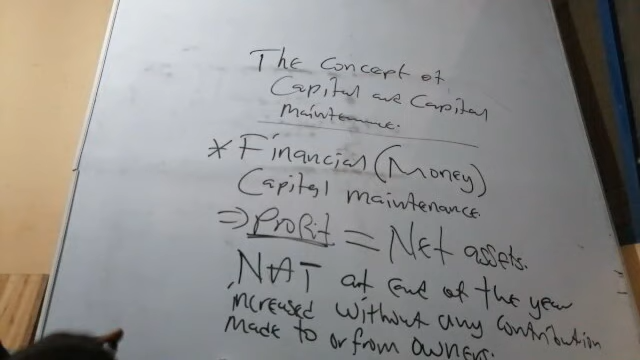 The Concept of
Capital and Capital
Maintenance.
* Financial (Money)
Capital maintenance.
⇒ Profit = Net assets.
NAT at end of the year
increased without any contribution
made to or from owners.